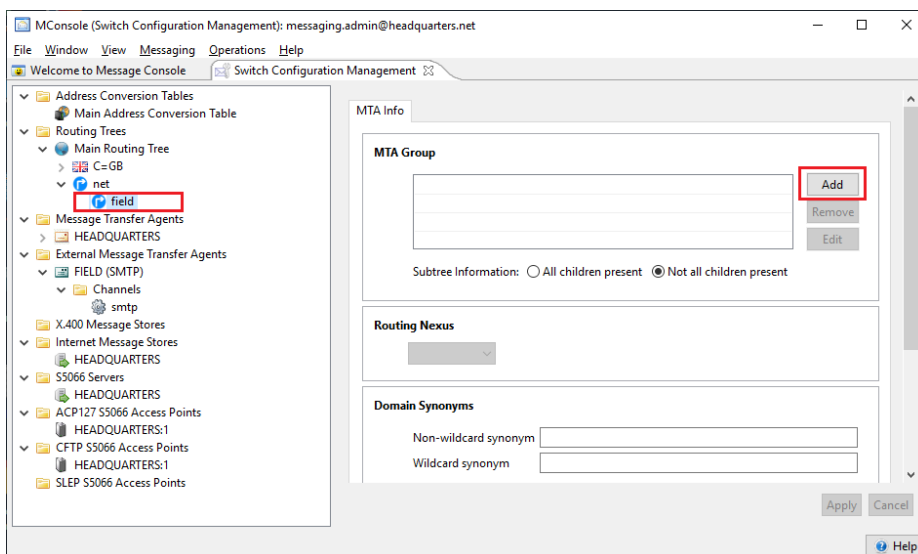 MConsole (Switch Configuration Management): messaging.admin@headquarters.net
File Window View Messaging Operations Help
Welcome to Message Console Switch Configuration Management
Address Conversion Tables
Main Address Conversion Table
Routing Trees
Main Routing Tree
C=GB
net
field
Message Transfer Agents
HEADQUARTERS
External Message Transfer Agents
FIELD (SMTP)
Channels
smtp
X.400 Message Stores
Internet Message Stores
HEADQUARTERS
S5066 Servers
HEADQUARTERS
ACP127 S5066 Access Points
HEADQUARTERS:1
CFTP S5066 Access Points
HEADQUARTERS:1
SLEP S5066 Access Points
MTA Info
MTA Group
Add
Remove
Edit
Subtree Information: All children present Not all children present
Routing Nexus
Domain Synonyms
Non-wildcard synonym
Wildcard synonym
Apply Cancel
Help